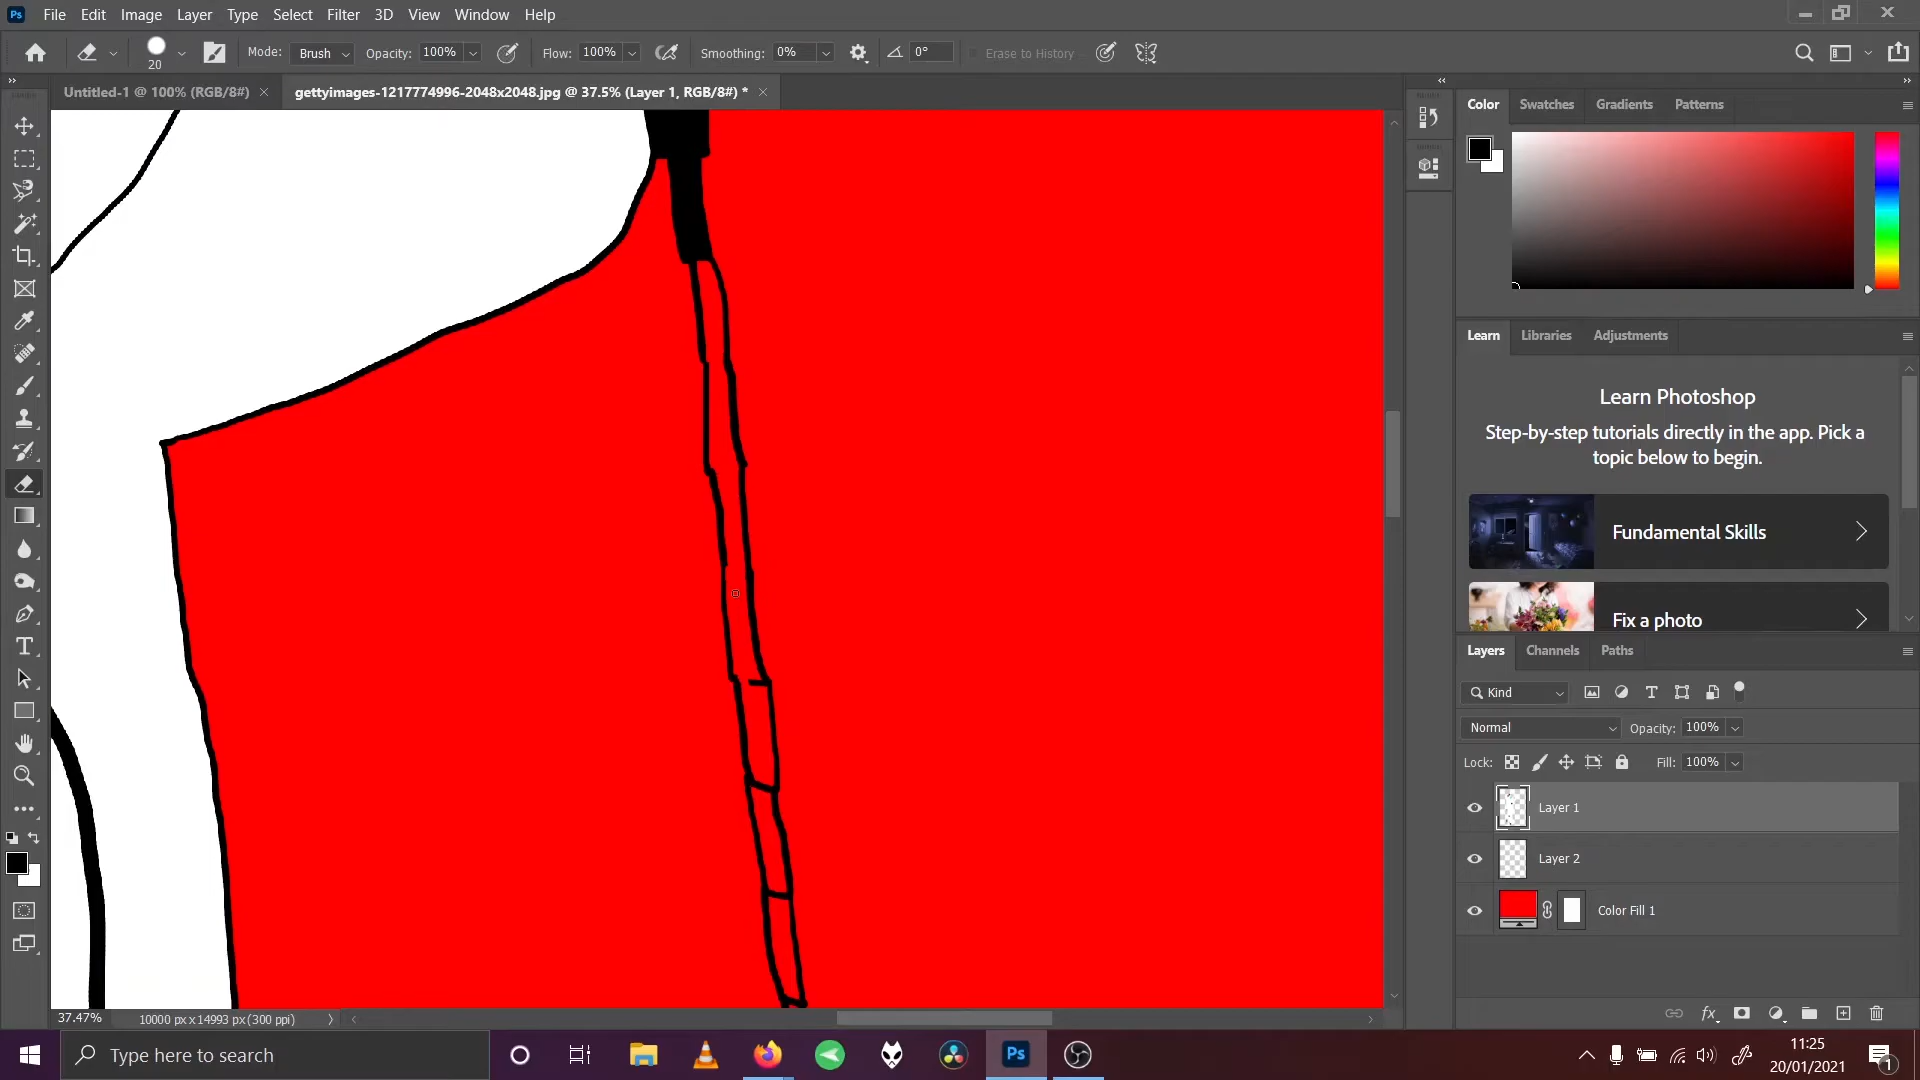 Ps File Edit Image Layer Type Select Filter 3D View Window Help
20 Mode: Brush Opacity: 100% Flow: 100% Smoothing: 0% 0° Erase to History
Untitled-1 @ 100% (RGB/8#) gettyimages-1217774996-2048x2048.jpg @ 37.5% (Layer 1, RGB/8#) *
Color Swatches Gradients Patterns
Learn Libraries Adjustments
Learn Photoshop
Step-by-step tutorials directly in the app. Pick a
topic below to begin.
Fundamental Skills
Fix a photo
Layers Channels Paths
Kind
Normal Opacity: 100%
Lock: Fill: 100%
Layer 1
Layer 2
Color Fill 1
fx
37.47% 10000 px x 14993 px (300 ppi)
Type here to search
Ps
11:25
20/01/2021
1